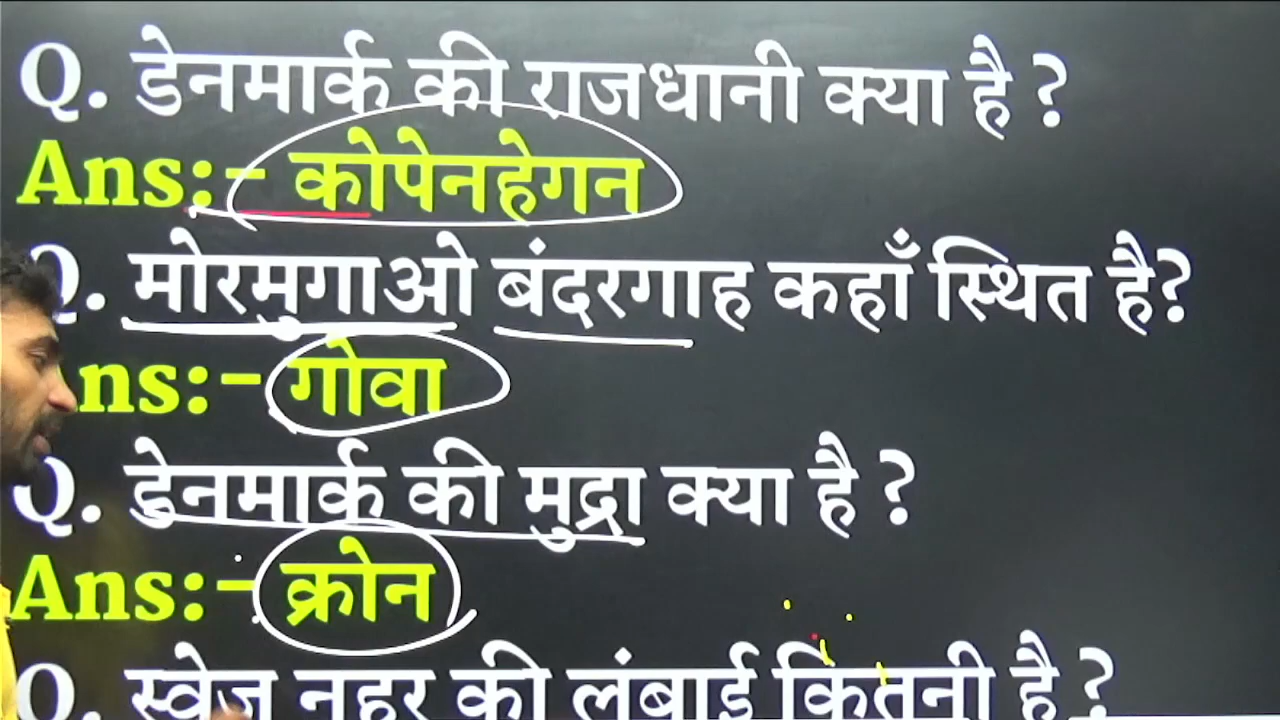 Q. डेनमार्क की राजधानी क्या है ?
Ans:- कोपेनहेगन
Q. मोरमुगाओ बंदरगाह कहाँ स्थित है?
Ans:- गोवा
Q. डेनमार्क की मुद्रा क्या है ?
Ans:- क्रोन
Q. स्वेज नहर की लंबाई कितनी है ?